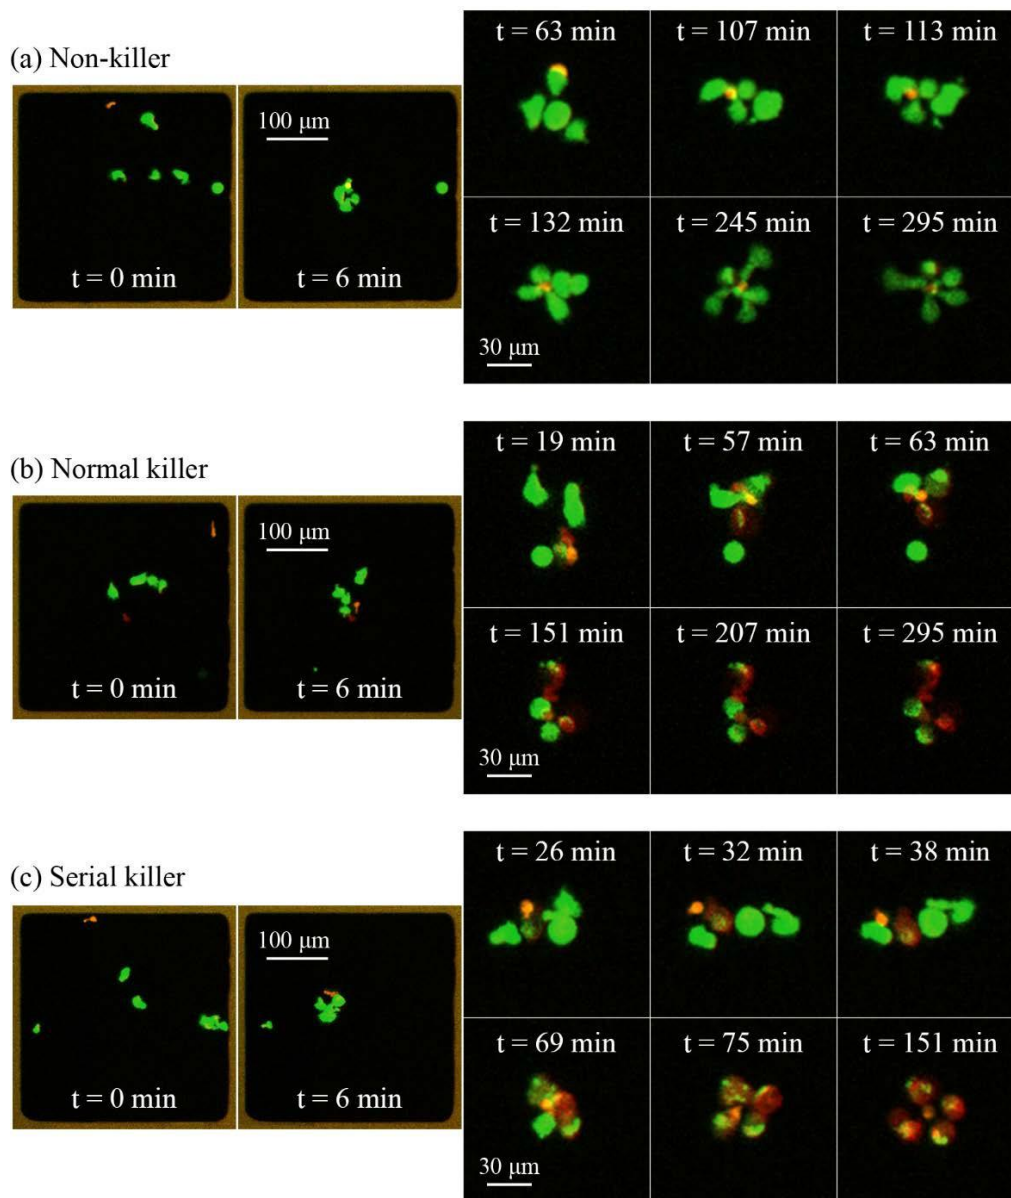 (a) Non-killer
100 μm
t = 0 min
t = 6 min
t = 63 min
t = 107 min
t = 113 min
t = 132 min
t = 245 min
t = 295 min
30 μm
(b) Normal killer
100 μm
t = 0 min
t = 6 min
t = 19 min
t = 57 min
t = 63 min
t = 151 min
t = 207 min
t = 295 min
30 μm
(c) Serial killer
100 μm
t = 0 min
t = 6 min
t = 26 min
t = 32 min
t = 38 min
t = 69 min
t = 75 min
t = 151 min
30 μm